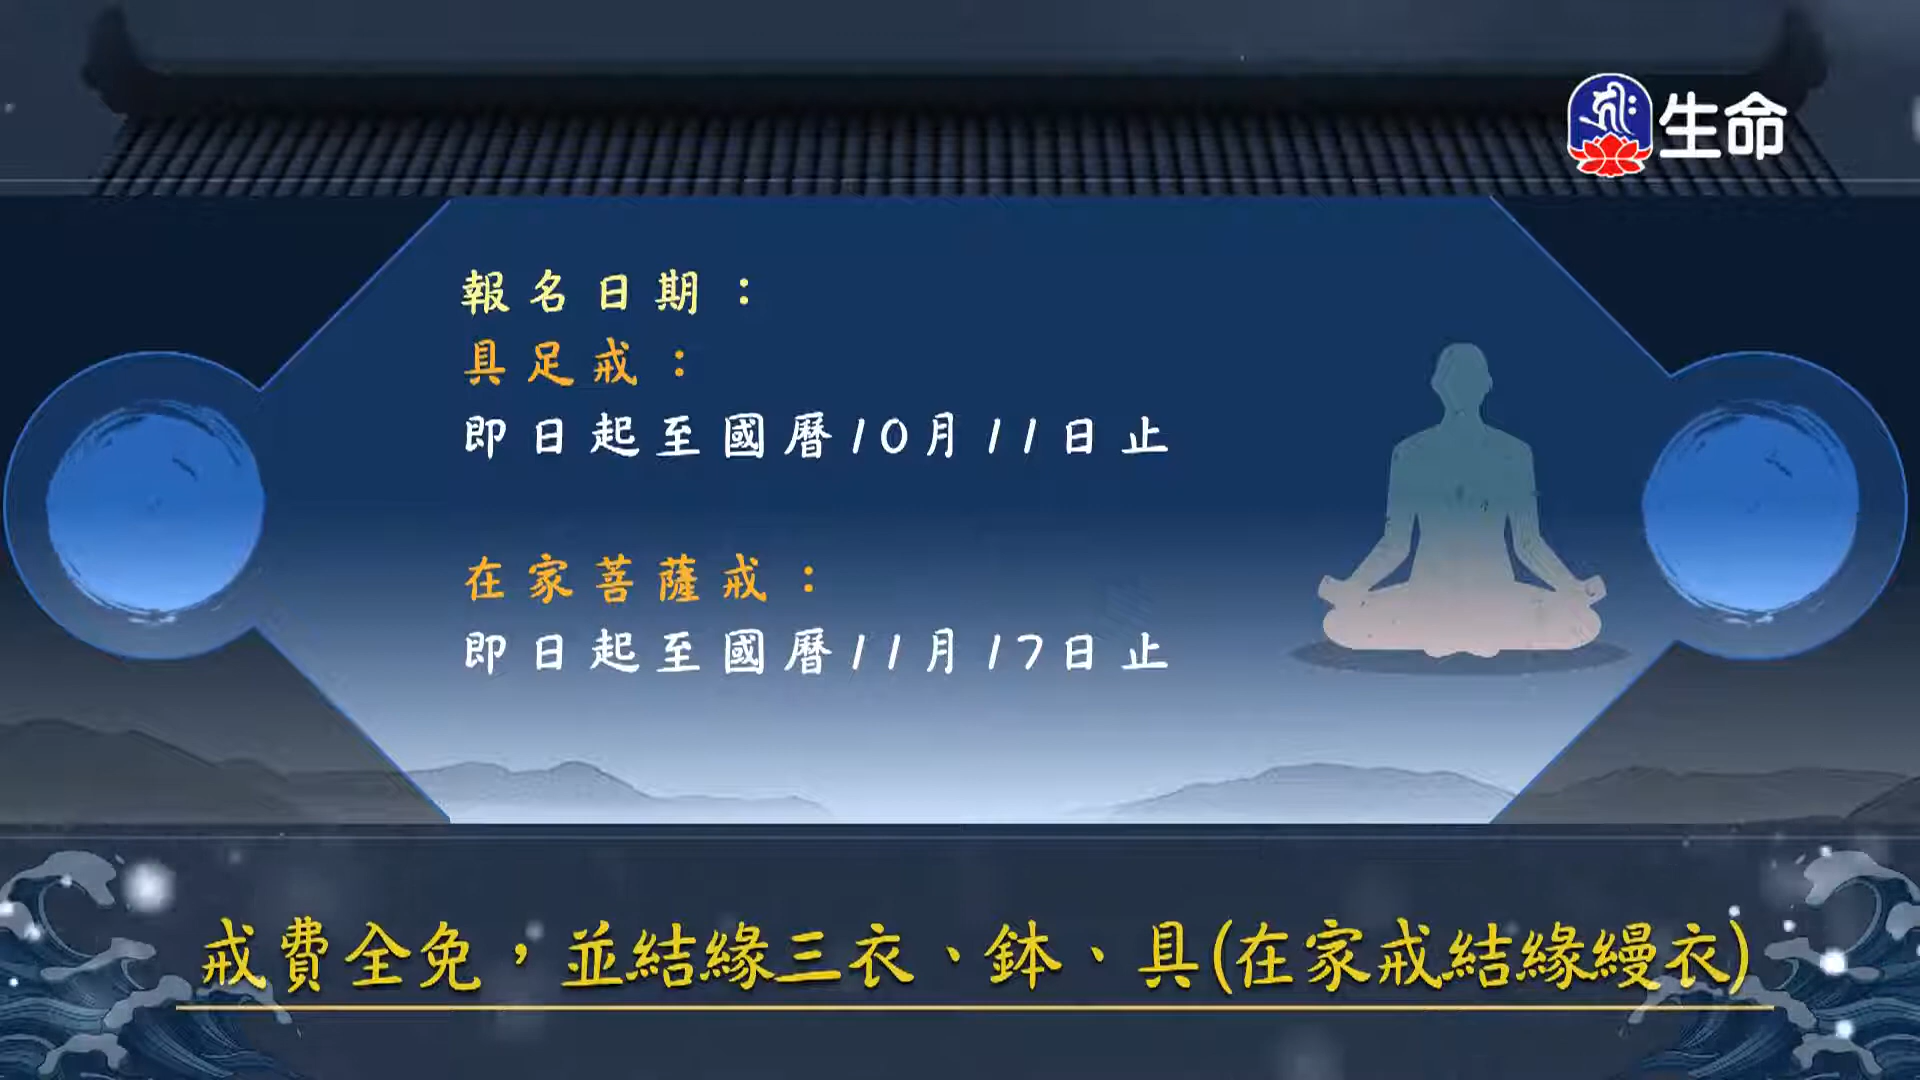 生命
報名日期：
具足戒：
即日起至國曆10月11日止
在家菩薩戒：
即日起至國曆11月17日止
戒費全免，並結緣三衣、鉢、具(在家戒結緣縵衣)